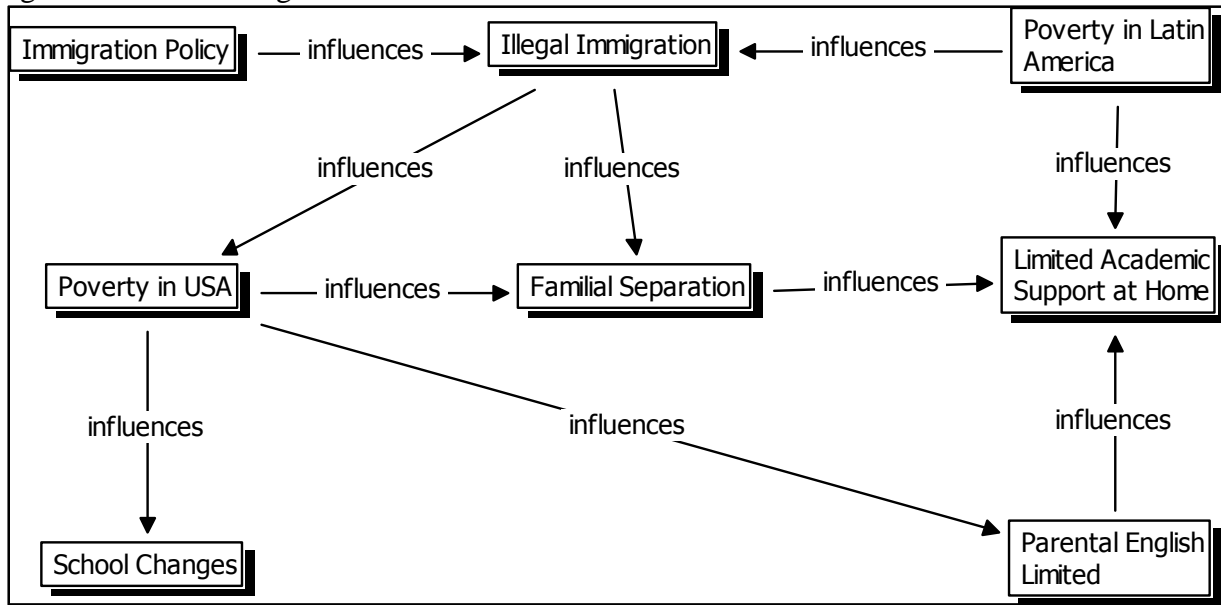 Immigration Policy
influences
Illegal Immigration
influences
Poverty in Latin
America
influences
influences
influences
Poverty in USA
influences
Familial Separation
influences
Limited Academic
Support at Home
influences
influences
influences
School Changes
Parental English
Limited